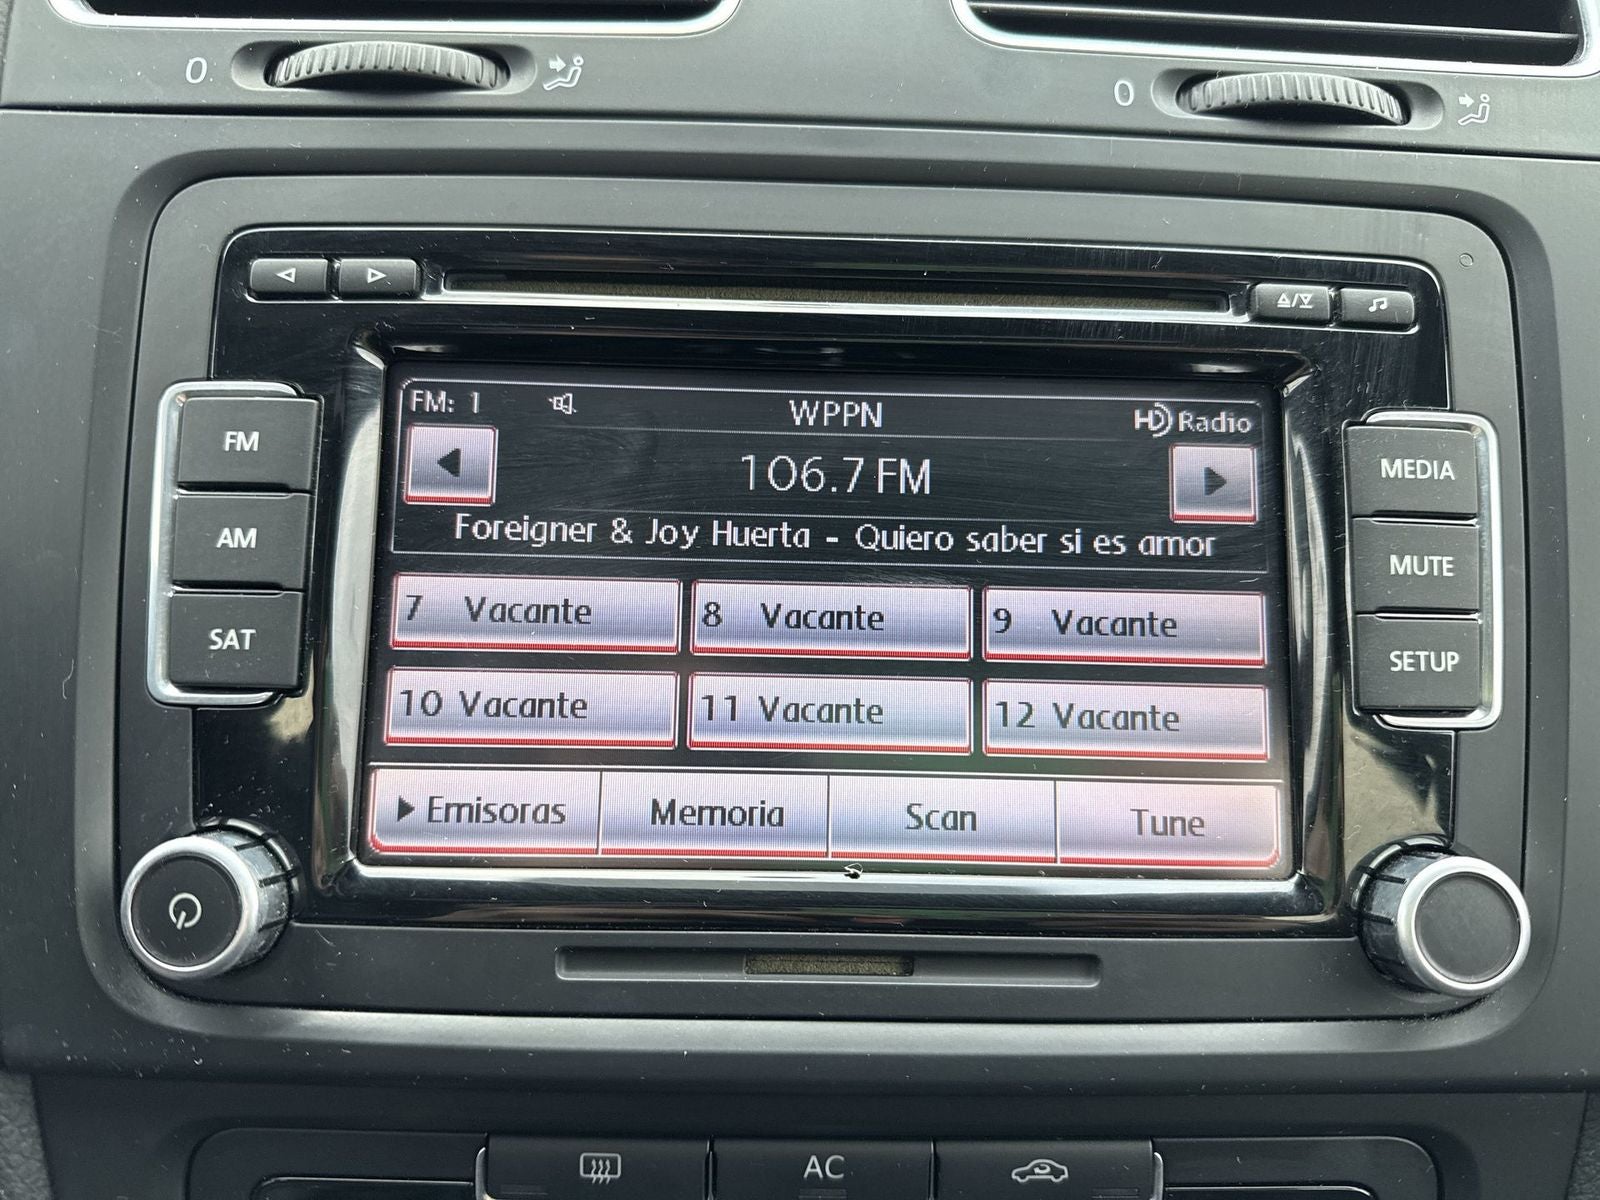 0
0
FM: 1 WPPN HD Radio
106.7 FM
Foreigner & Joy Huerta - Quiero saber si es amor
FM
AM
SAT
MEDIA
MUTE
SETUP
7 Vacante 8 Vacante 9 Vacante
10 Vacante 11 Vacante 12 Vacante
Emisoras Memoria Scan Tune
AC